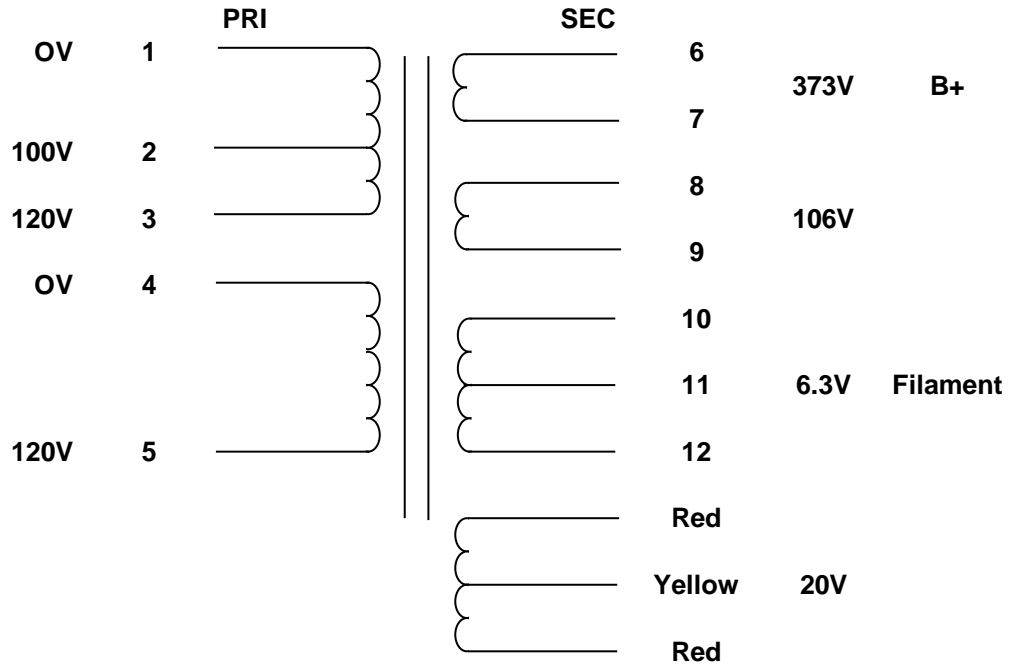 PRI SEC
OV 1 6
373V B+
7
100V 2
8
120V 3 106V
9
OV 4
10
11 6.3V Filament
120V 5 12
Red
Yellow 20V
Red